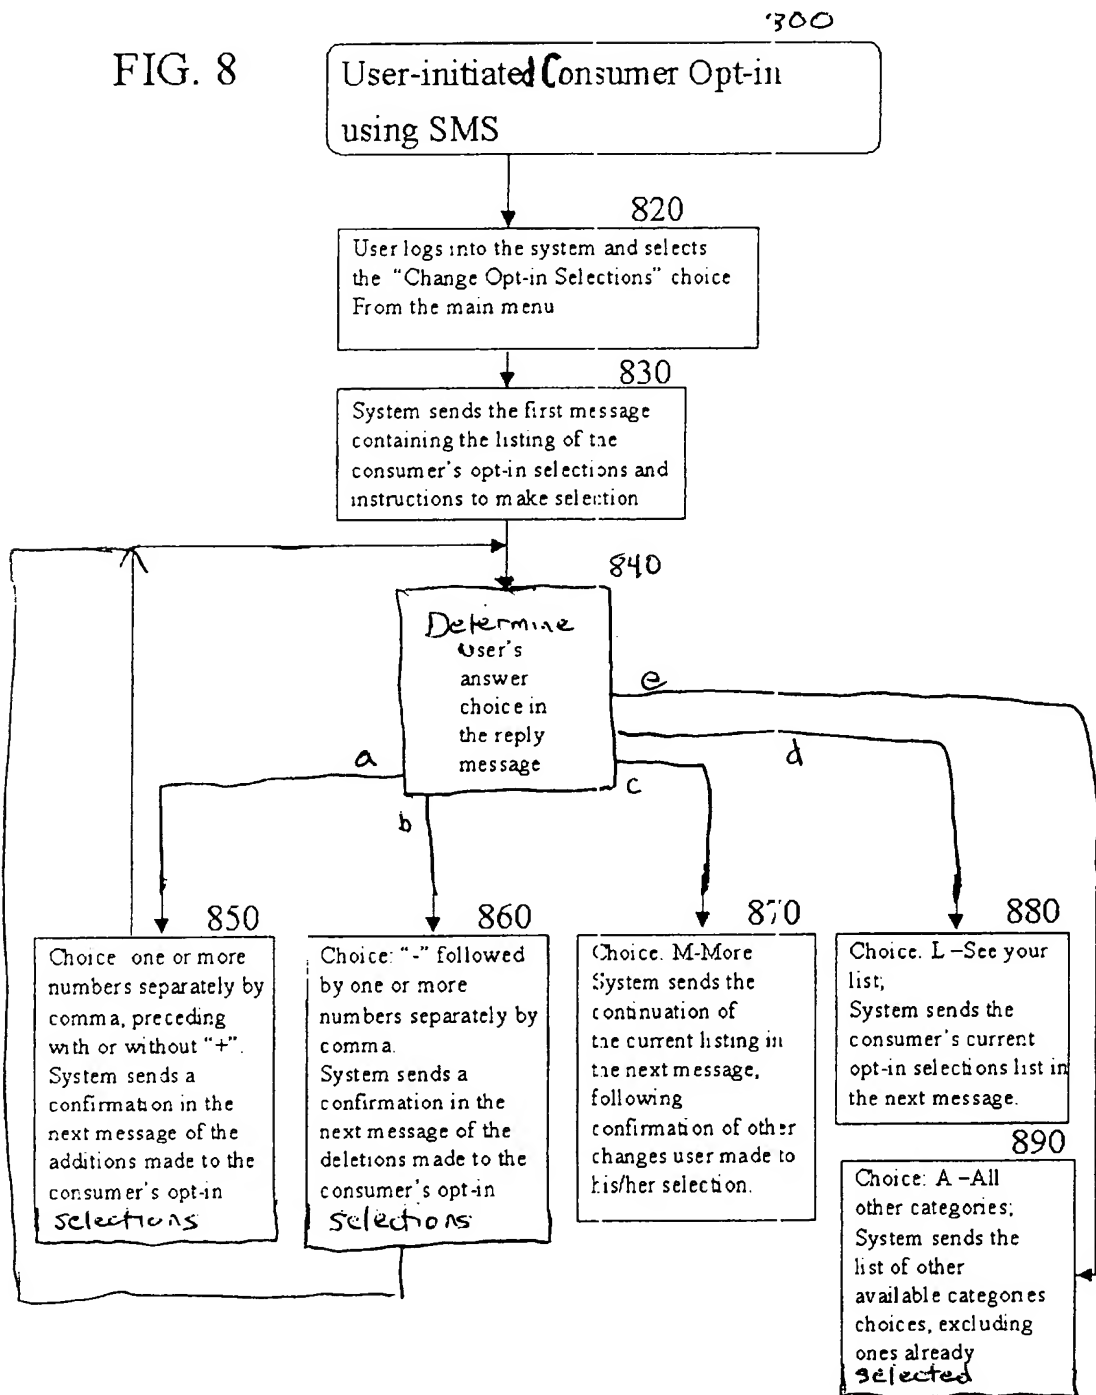 FIG. 8
300
User-initiated Consumer Opt-in
using SMS
820
User logs into the system and selects
the “Change Opt-in Selections” choice
From the main menu
830
System sends the first message
containing the listing of the
consumer's opt-in selections and
instructions to make selection
840
Determine
user's
answer
choice in
the reply
message
a
b
c
d
e
850
Choice one or more
numbers separately by
comma, preceding
with or without “+”.
System sends a
confirmation in the
next message of the
additions made to the
consumer's opt-in
selections
860
Choice: “-” followed
by one or more
numbers separately by
comma.
System sends a
confirmation in the
next message of the
deletions made to the
consumer's opt-in
selections
870
Choice. M-More
System sends the
continuation of
the current listing in
the next message,
following
confirmation of other
changes user made to
his/her selection.
880
Choice. L –See your
list;
System sends the
consumer's current
opt-in selections list in
the next message.
890
Choice: A –All
other categories;
System sends the
list of other
available categories
choices, excluding
ones already
selected